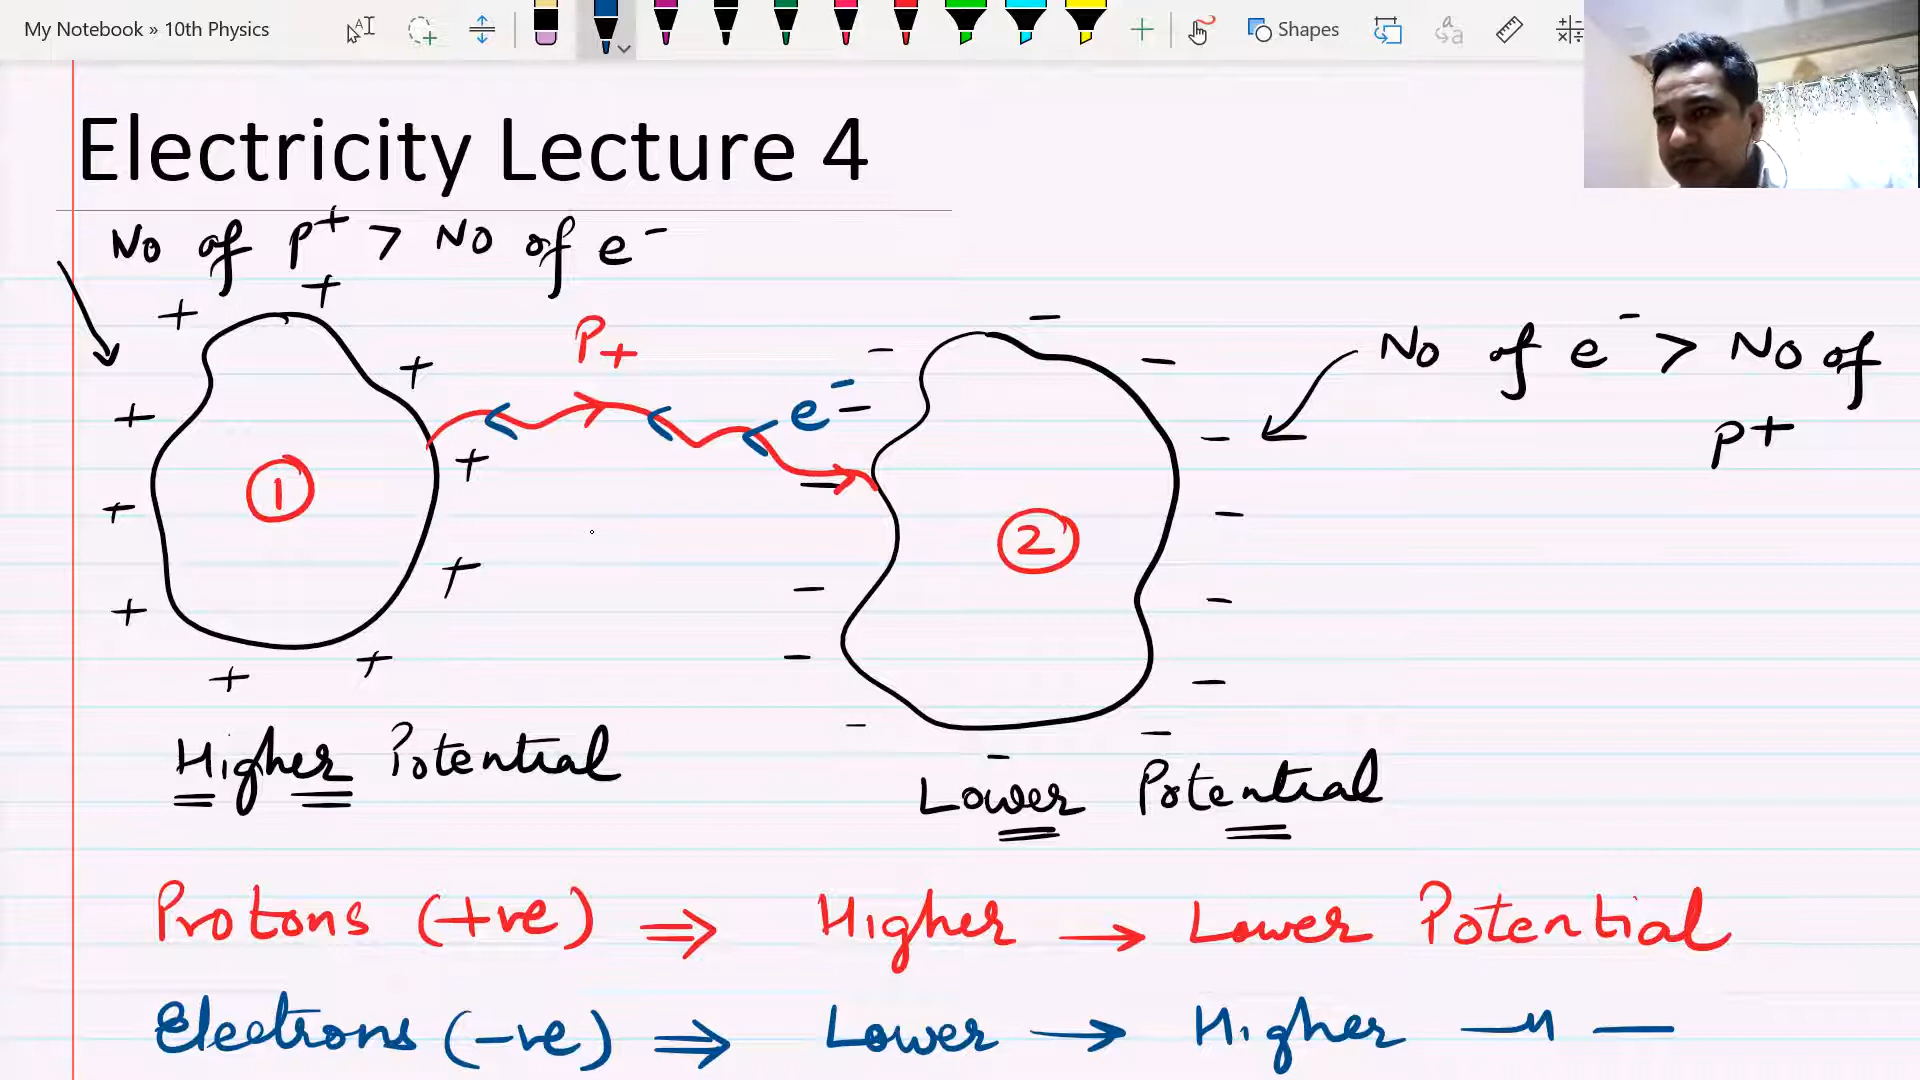 My Notebook » 10th Physics
Shapes
Electricity Lecture 4
No of p+ > No of e-
P+
e-
No of e- > No of
p+
1
2
Higher Potential
Lower Potential
Protons (+ve) ⇒ Higher → Lower Potential
Electrons (-ve) ⇒ Lower → Higher —〃—